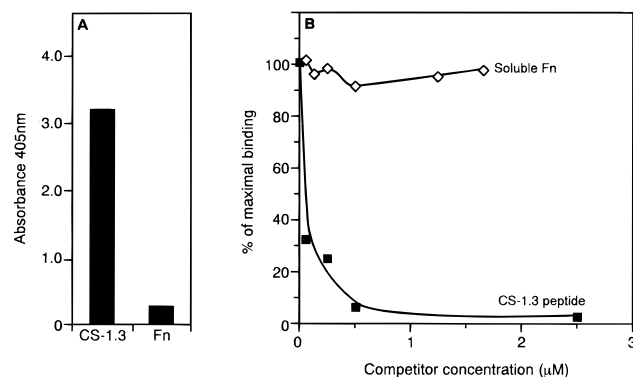 A
4.0
3.0
2.0
1.0
0
Absorbance 405nm
CS-1.3 Fn
B
100
80
60
40
20
0
% of maximal binding
Soluble Fn
CS-1.3 peptide
0 1 2 3
Competitor concentration (μM)